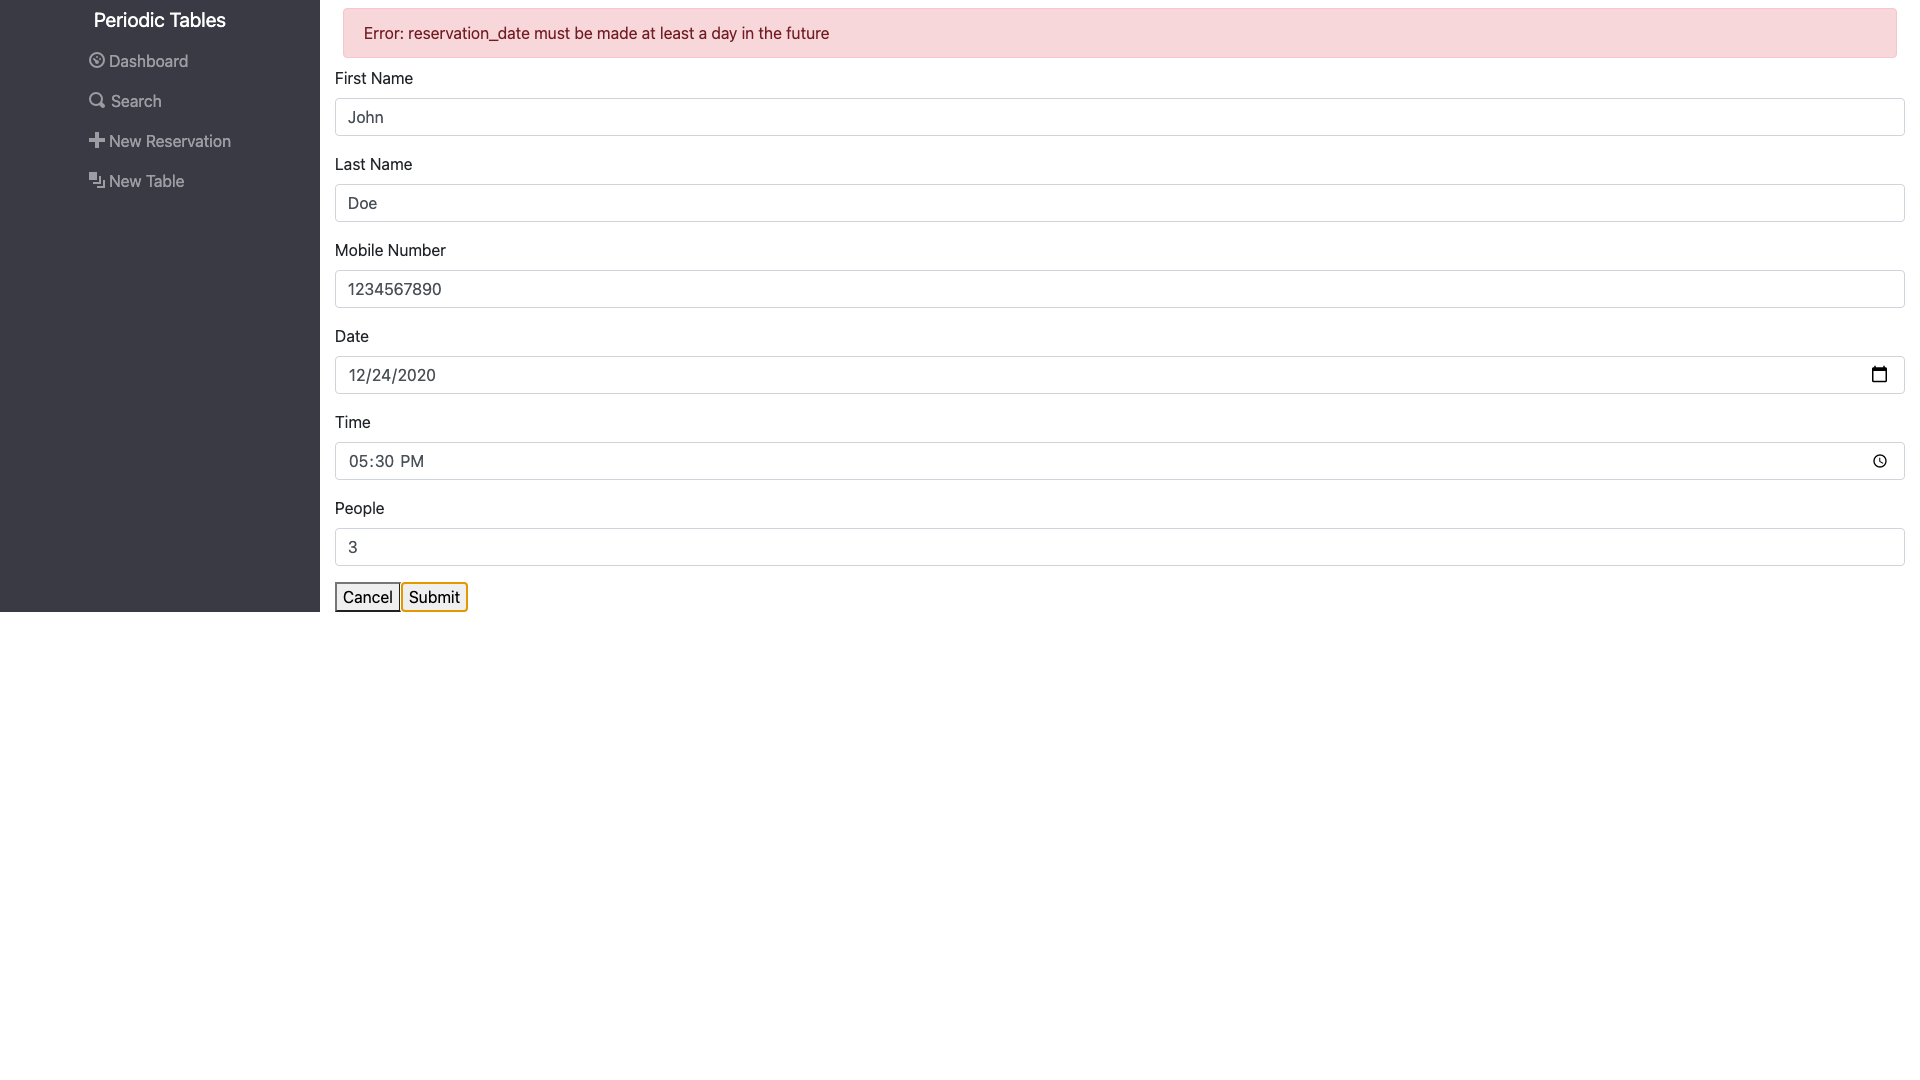 Periodic Tables
Dashboard
Search
New Reservation
New Table
Error: reservation_date must be made at least a day in the future
First Name
John
Last Name
Doe
Mobile Number
1234567890
Date
12/24/2020
Time
05:30 PM
People
3
Cancel Submit